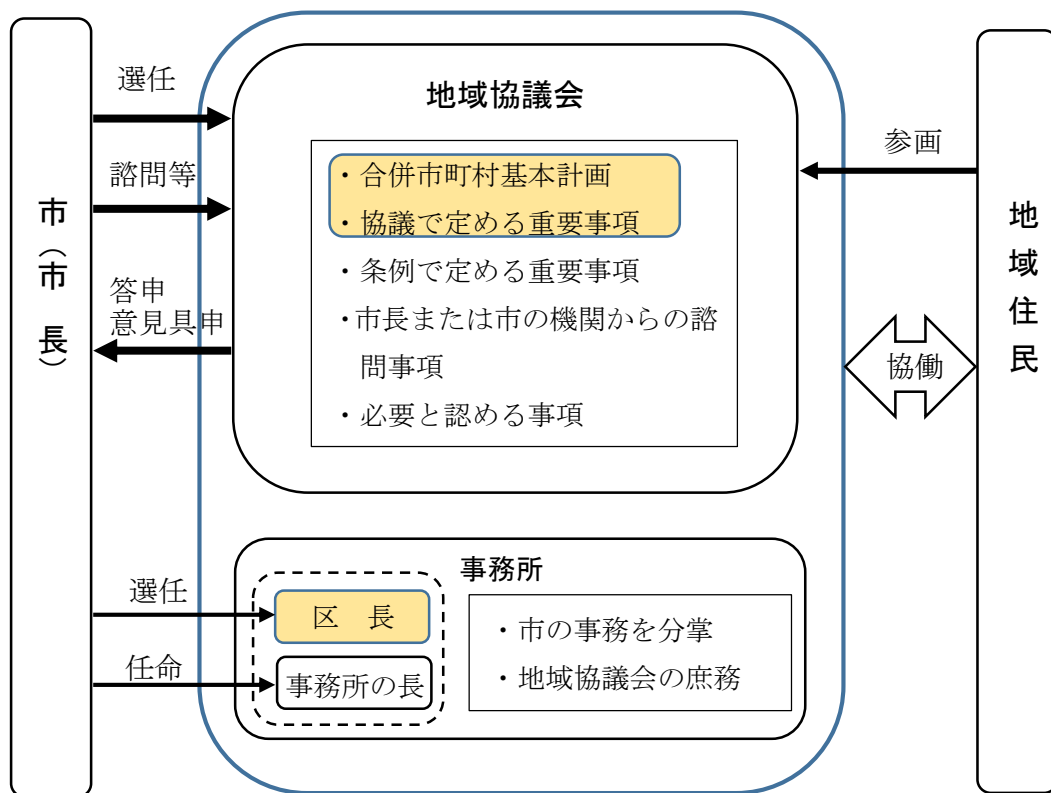 市（市長）
選任
諮問等
答申
意見具申
地域協議会
・合併市町村基本計画
・協議で定める重要事項
・条例で定める重要事項
・市長または市の機関からの諮
問事項
・必要と認める事項
参画
協働
地域住民
選任
任命
事務所
区　長
事務所の長
・市の事務を分掌
・地域協議会の庶務